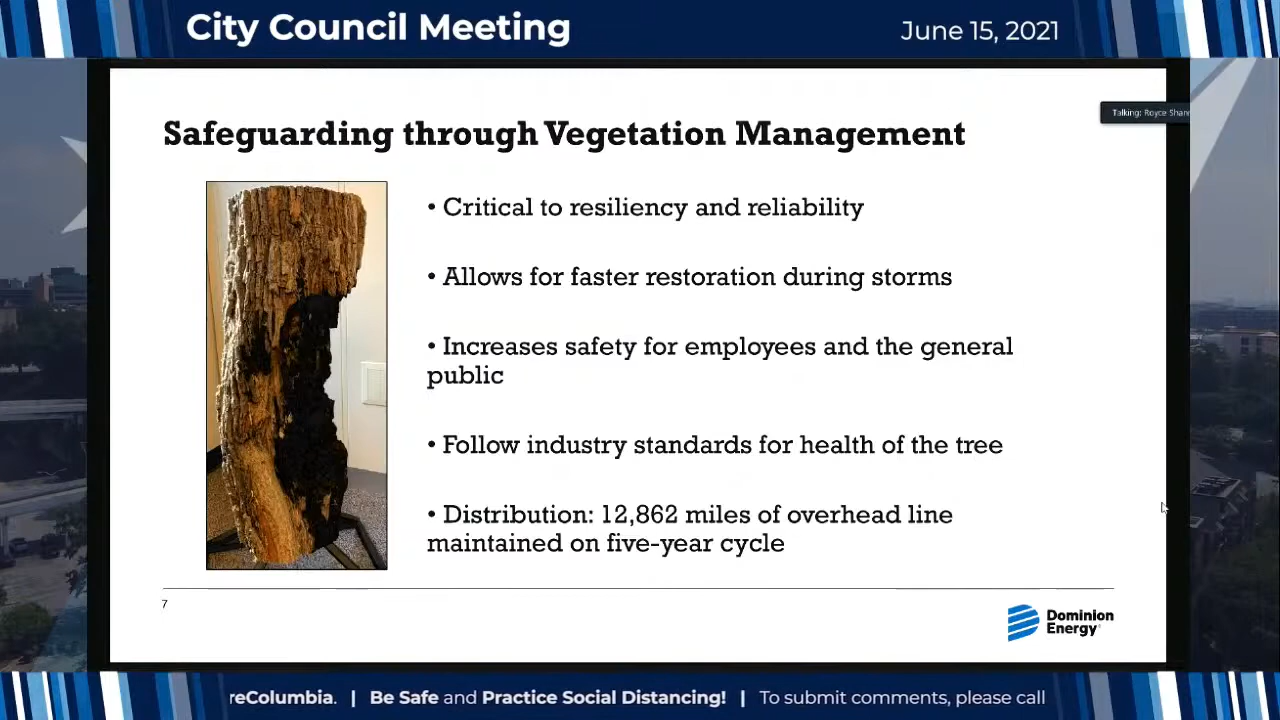 City Council Meeting
June 15, 2021
Talking: Royce
Safeguarding through Vegetation Management
• Critical to resiliency and reliability
• Allows for faster restoration during storms
• Increases safety for employees and the general
public
• Follow industry standards for health of the tree
• Distribution: 12,862 miles of overhead line
maintained on five-year cycle
7
Dominion
Energy
reColumbia. | Be Safe and Practice Social Distancing! | To submit comments, please call